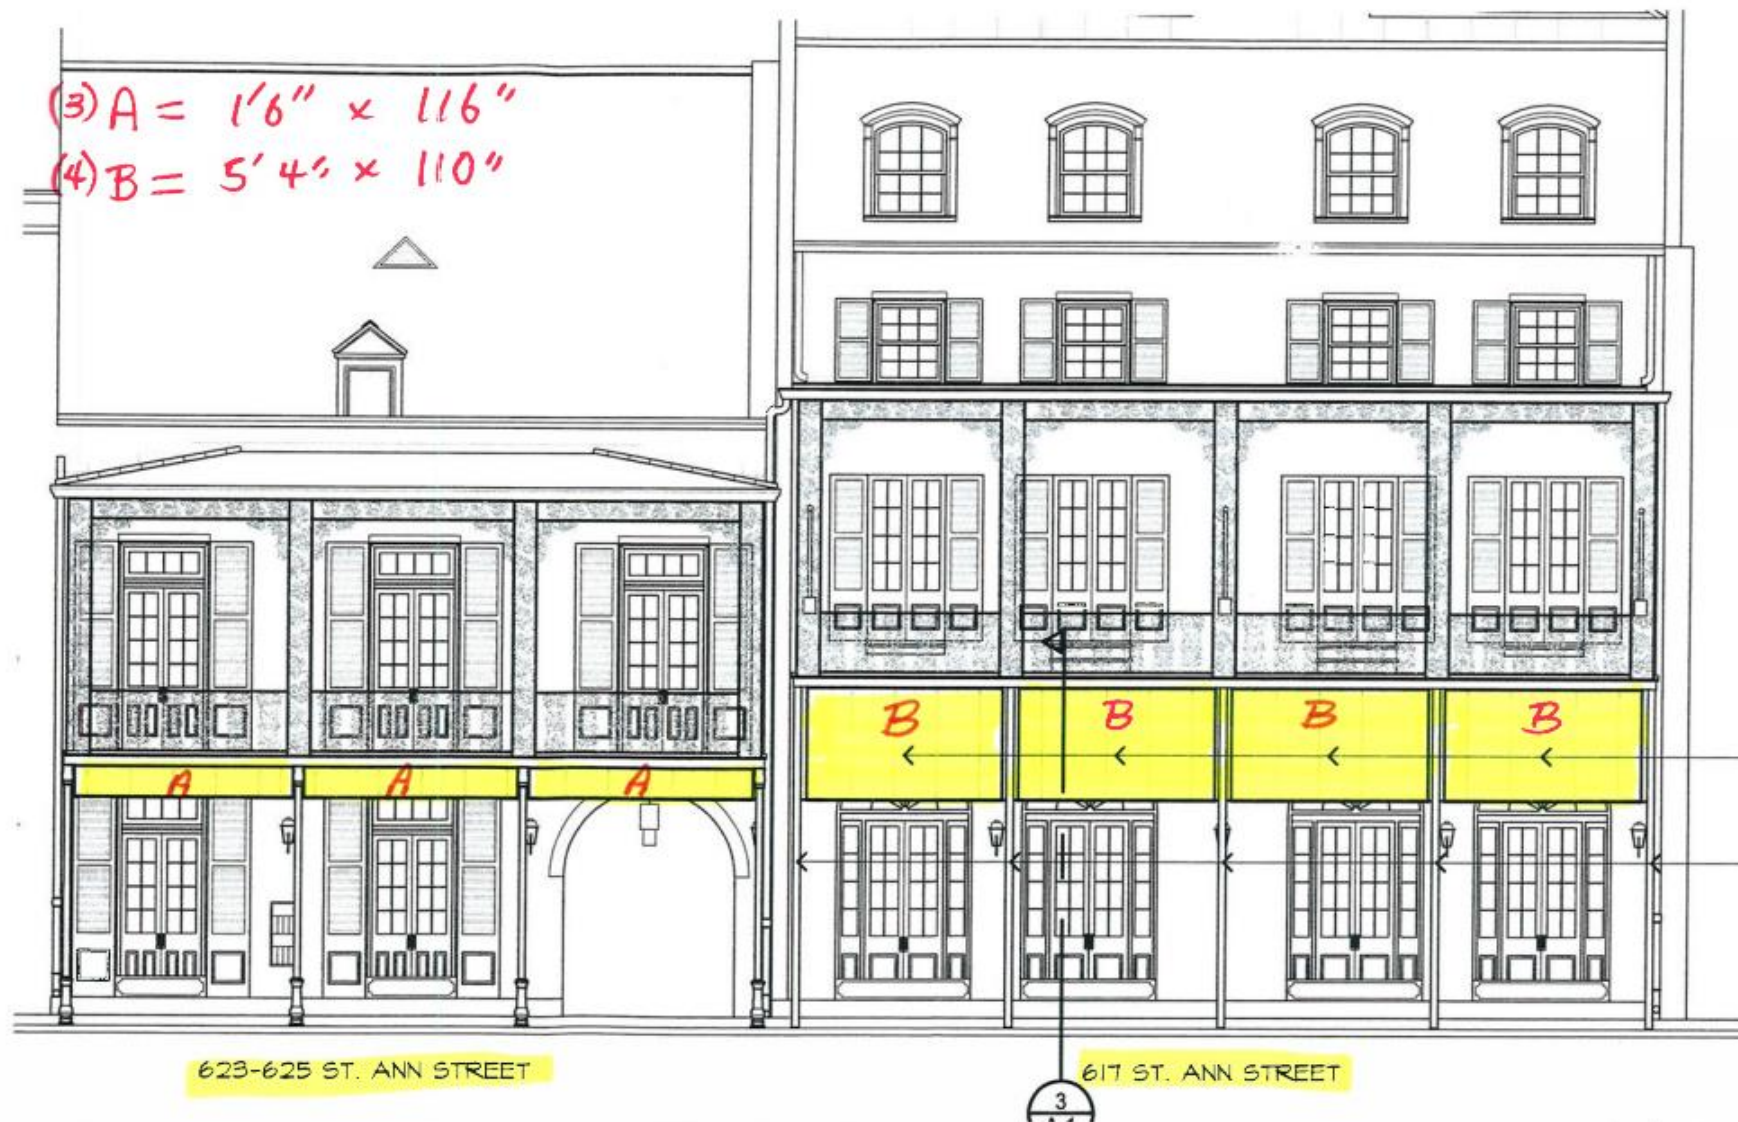 (3) A = 1'6" x 116"
(4) B = 5'4" x 110"
B B B B
A A A
623-625 ST. ANN STREET
617 ST. ANN STREET
3